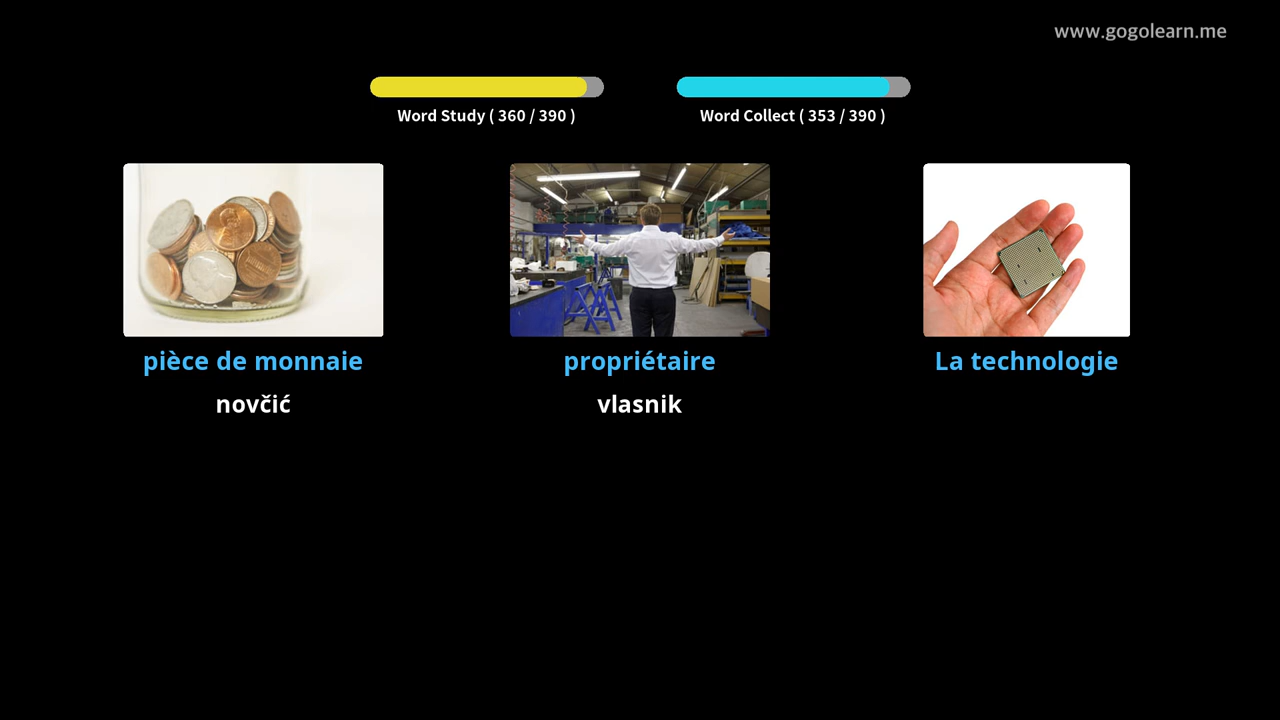 www.gogolearn.me
Word Study ( 360 / 390 )
Word Collect ( 353 / 390 )
pièce de monnaie
propriétaire
La technologie
novčić
vlasnik